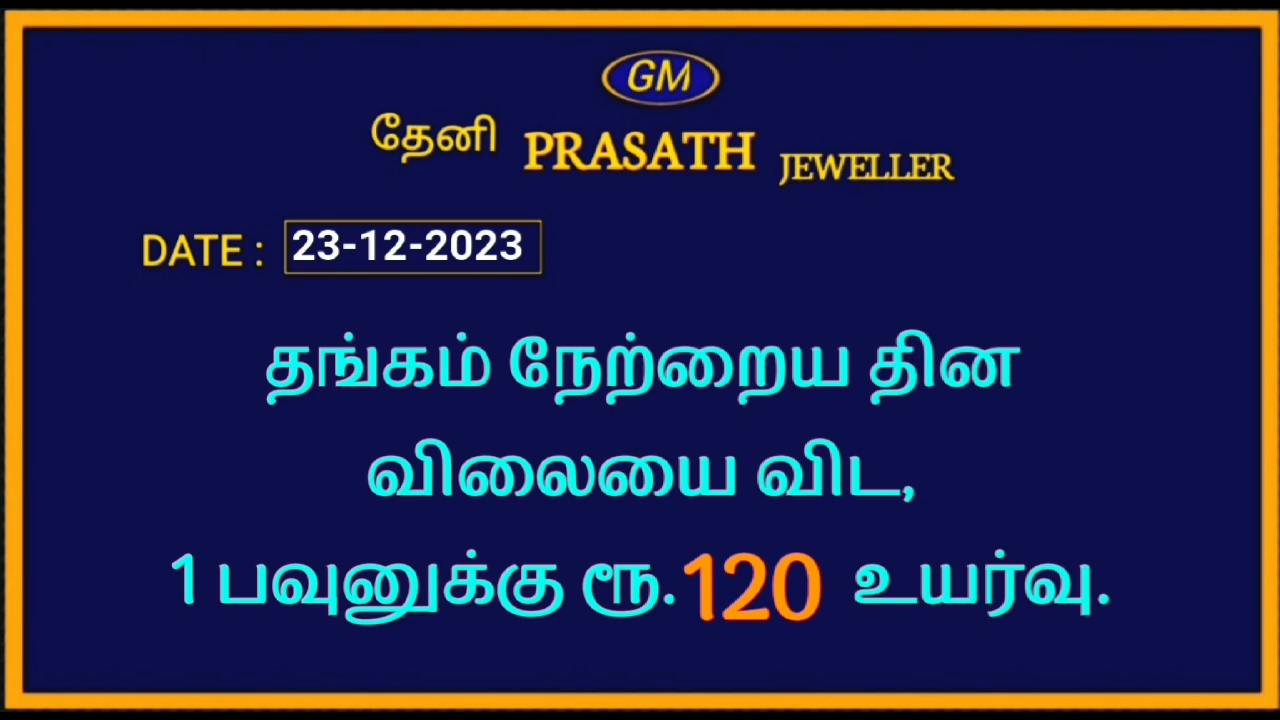 GM
தேனி PRASATH JEWELLER
DATE : 23-12-2023
தங்கம் நேற்றைய தின
விலையை விட,
1 பவுனுக்கு ரூ.120 உயர்வு.